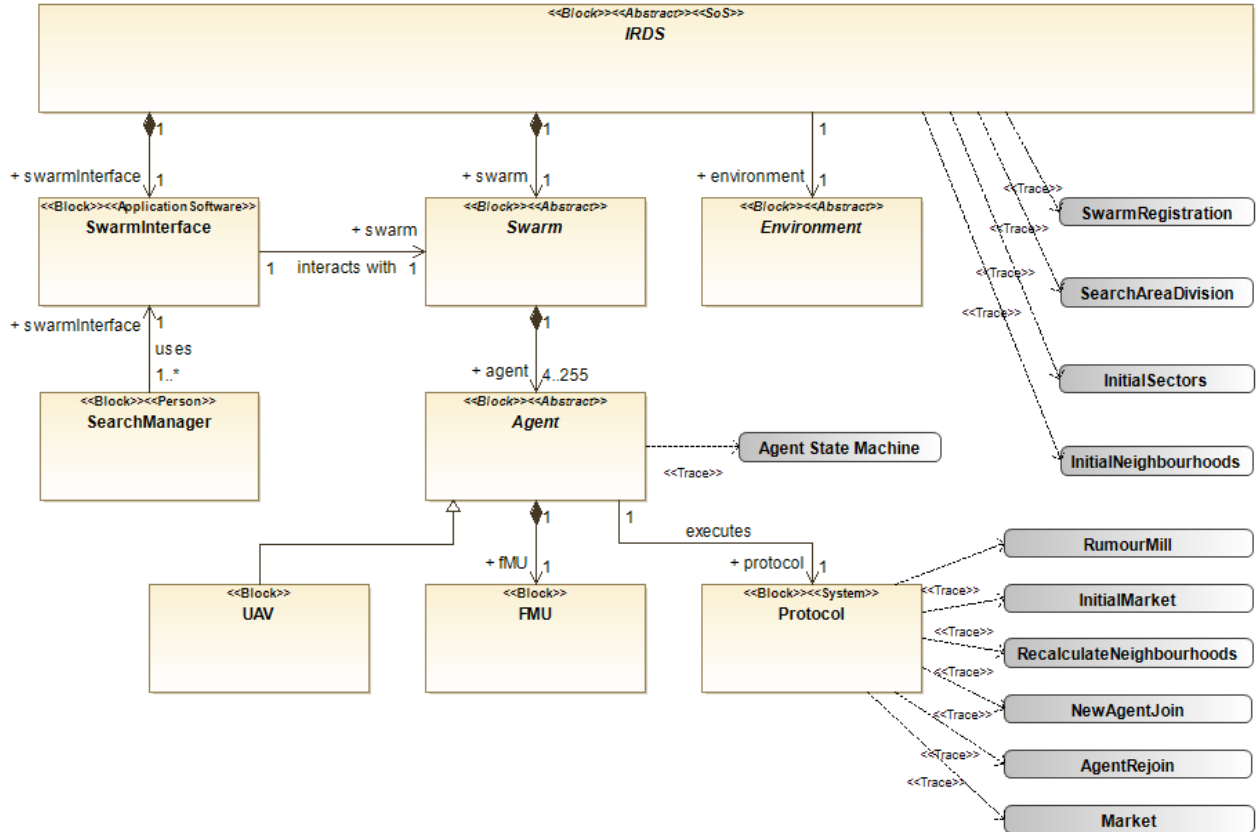 <<Block>><<Abstract>><<SoS>>
IRDS
1
1
1
+ swarmInterface
1
+ swarm
1
+ environment
1
<<Trace>>
<<Block>><<Application Software>>
SwarmInterface
<<Block>><<Abstract>>
Swarm
<<Block>><<Abstract>>
Environment
SwarmRegistration
+ swarm
<<Trace>>
1
interacts with
1
<<Trace>>
SearchAreaDivision
<<Trace>>
+ swarmInterface
1
1
uses
+ agent
4..255
1..*
InitialSectors
<<Block>><<Person>>
SearchManager
<<Block>><<Abstract>>
Agent
Agent State Machine
<<Trace>>
InitialNeighbourhoods
1
1
executes
RumourMill
+ fMU
1
+ protocol
1
<<Block>>
UAV
<<Block>>
FMU
<<Block>><<System>>
Protocol
<<Trace>>
InitialMarket
<<Trace>>
RecalculateNeighbourhoods
<<Trace>>
NewAgentJoin
<<Trace>>
<<Trace>>
AgentRejoin
<<Trace>>
Market